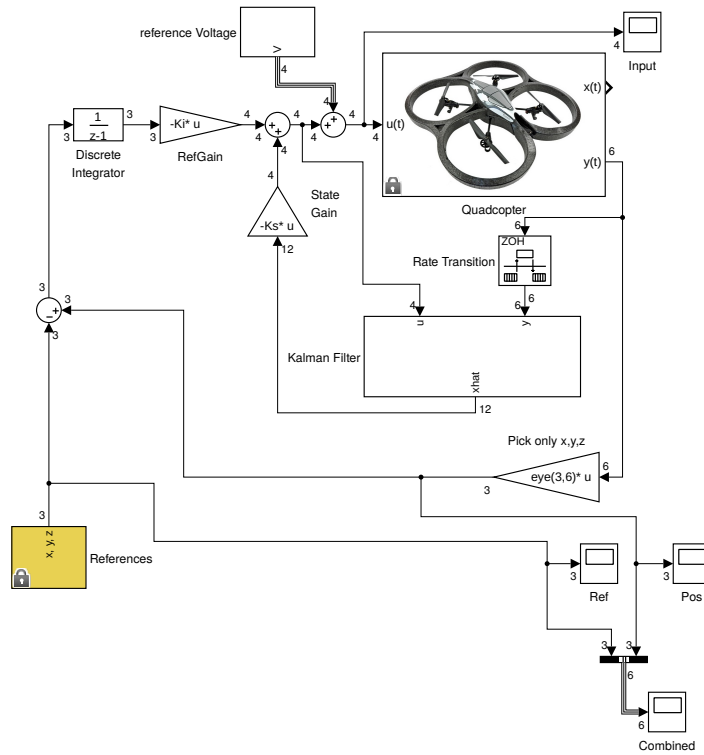 reference Voltage
V
4
4
Input
4
x(t)
u(t)
4
y(t)
6
Quadcopter
1
z-1
Discrete
Integrator
3
3
3
-Ki* u
RefGain
4
4
+
+
4
4
4
4
+
+
4
-Ks* u
State
Gain
12
6
ZOH
Rate Transition
6
6
4
u
y
Kalman Filter
xhat
12
3
3
+
−
3
Pick only x,y,z
6
eye(3,6)* u
3
3
x, y, z
References
3
Ref
3
Pos
3
3
6
6
Combined